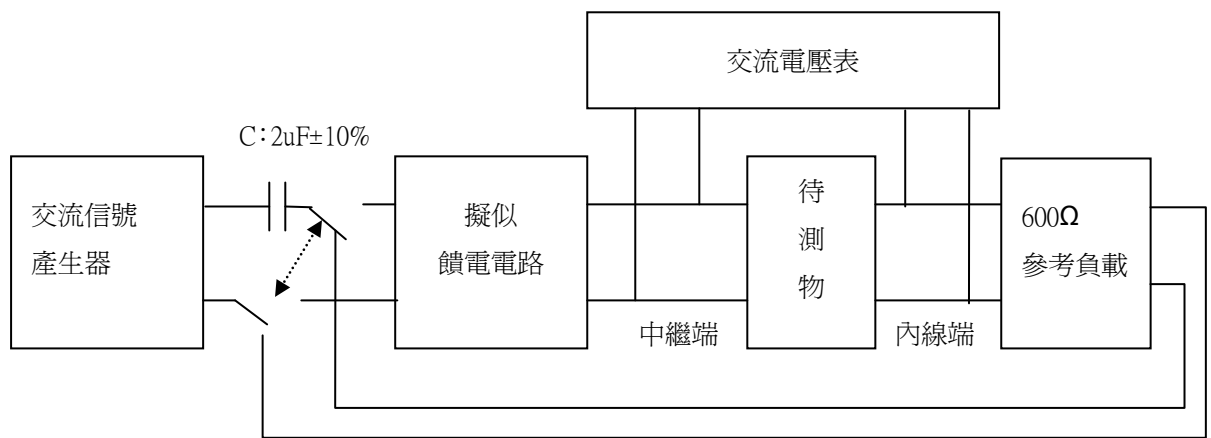 交流電壓表
C：2uF±10%
交流信號
產生器
擬似
饋電電路
待
測
物
600Ω
參考負載
中繼端
內線端